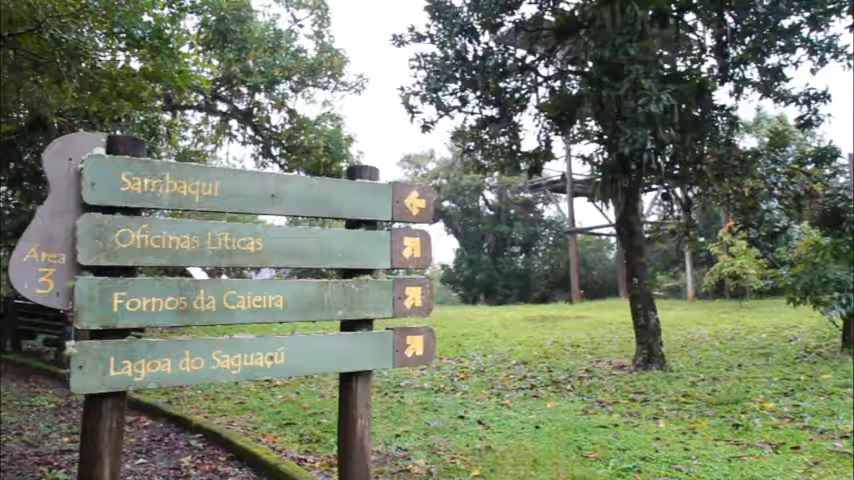 Área
3
Sambaqui
Oficinas Líticas
Fornos da Caieira
Lagoa do Saguaçú